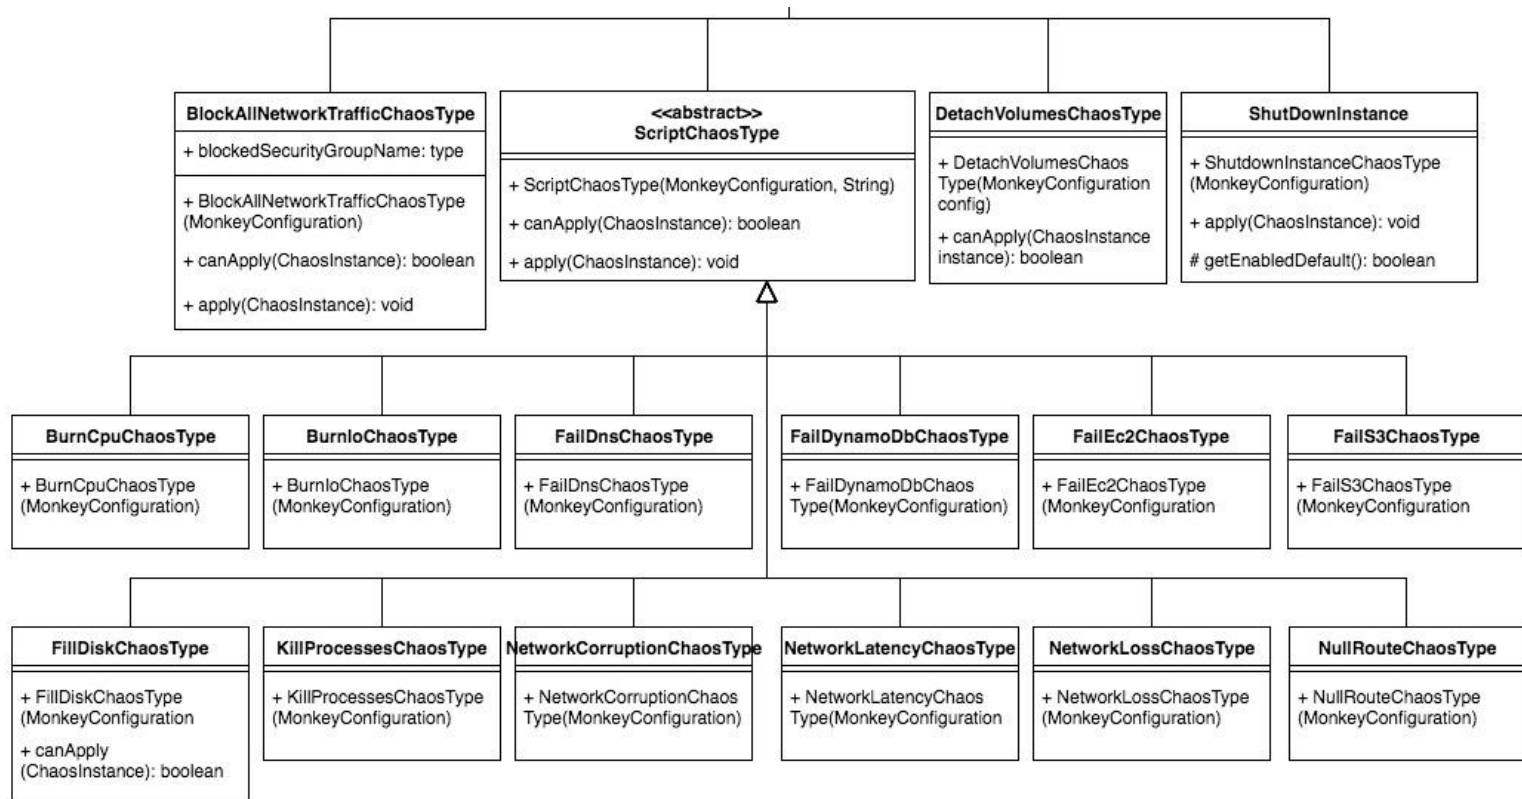 BlockAllNetworkTrafficChaosType
+ blockedSecurityGroupName: type
+ BlockAllNetworkTrafficChaosType
(MonkeyConfiguration)
+ canApply(ChaosInstance): boolean
+ apply(ChaosInstance): void
<<abstract>>
ScriptChaosType
+ ScriptChaosType(MonkeyConfiguration, String)
+ canApply(ChaosInstance): boolean
+ apply(ChaosInstance): void
DetachVolumesChaosType
+ DetachVolumesChaos
Type(MonkeyConfiguration
config)
+ canApply(ChaosInstance
instance): boolean
ShutDownInstance
+ ShutdownInstanceChaosType
(MonkeyConfiguration)
+ apply(ChaosInstance): void
# getEnabledDefault(): boolean
BurnCpuChaosType
+ BurnCpuChaosType
(MonkeyConfiguration)
BurnIoChaosType
+ BurnIoChaosType
(MonkeyConfiguration)
FailDnsChaosType
+ FailDnsChaosType
(MonkeyConfiguration)
FailDynamoDbChaosType
+ FailDynamoDbChaos
Type(MonkeyConfiguration)
FailEc2ChaosType
+ FailEc2ChaosType
(MonkeyConfiguration
FailS3ChaosType
+ FailS3ChaosType
(MonkeyConfiguration
FillDiskChaosType
+ FillDiskChaosType
(MonkeyConfiguration
+ canApply
(ChaosInstance): boolean
KillProcessesChaosType
+ KillProcessesChaosType
(MonkeyConfiguration)
NetworkCorruptionChaosType
+ NetworkCorruptionChaos
Type(MonkeyConfiguration)
NetworkLatencyChaosType
+ NetworkLatencyChaos
Type(MonkeyConfiguration
NetworkLossChaosType
+ NetworkLossChaosType
(MonkeyConfiguration)
NullRouteChaosType
+ NullRouteChaosType
(MonkeyConfiguration)